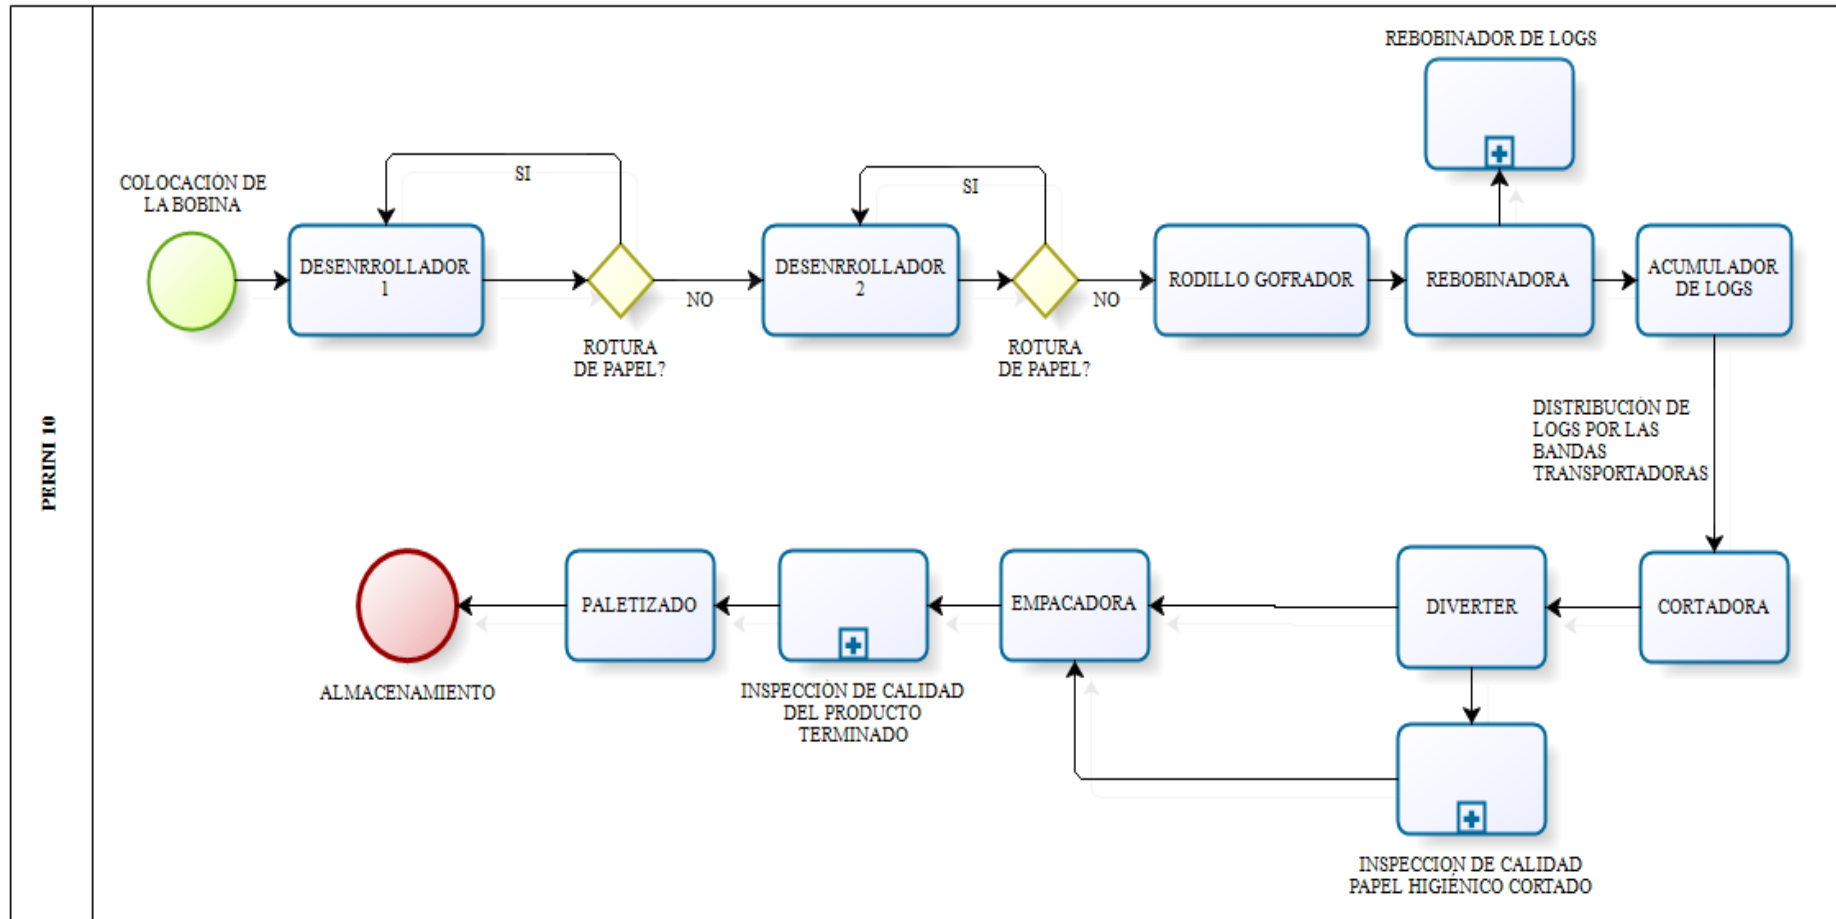 PERINI 10
REBOBINADOR DE LOGS
COLOCACIÓN DE
LA BOBINA
SI
SI
DESENRROLLADOR
1
NO
DESENRROLLADOR
2
NO
RODILLO GOFRADOR
REBOBINADORA
ACUMULADOR
DE LOGS
ROTURA
DE PAPEL?
ROTURA
DE PAPEL?
DISTRIBUCIÓN DE
LOGS POR LAS
BANDAS
TRANSPORTADORAS
PALETIZADO
EMPACADORA
DIVERTER
CORTADORA
ALMACENAMIENTO
INSPECCIÓN DE CALIDAD
DEL PRODUCTO
TERMINADO
INSPECCIÓN DE CALIDAD
PAPEL HIGIÉNICO CORTADO